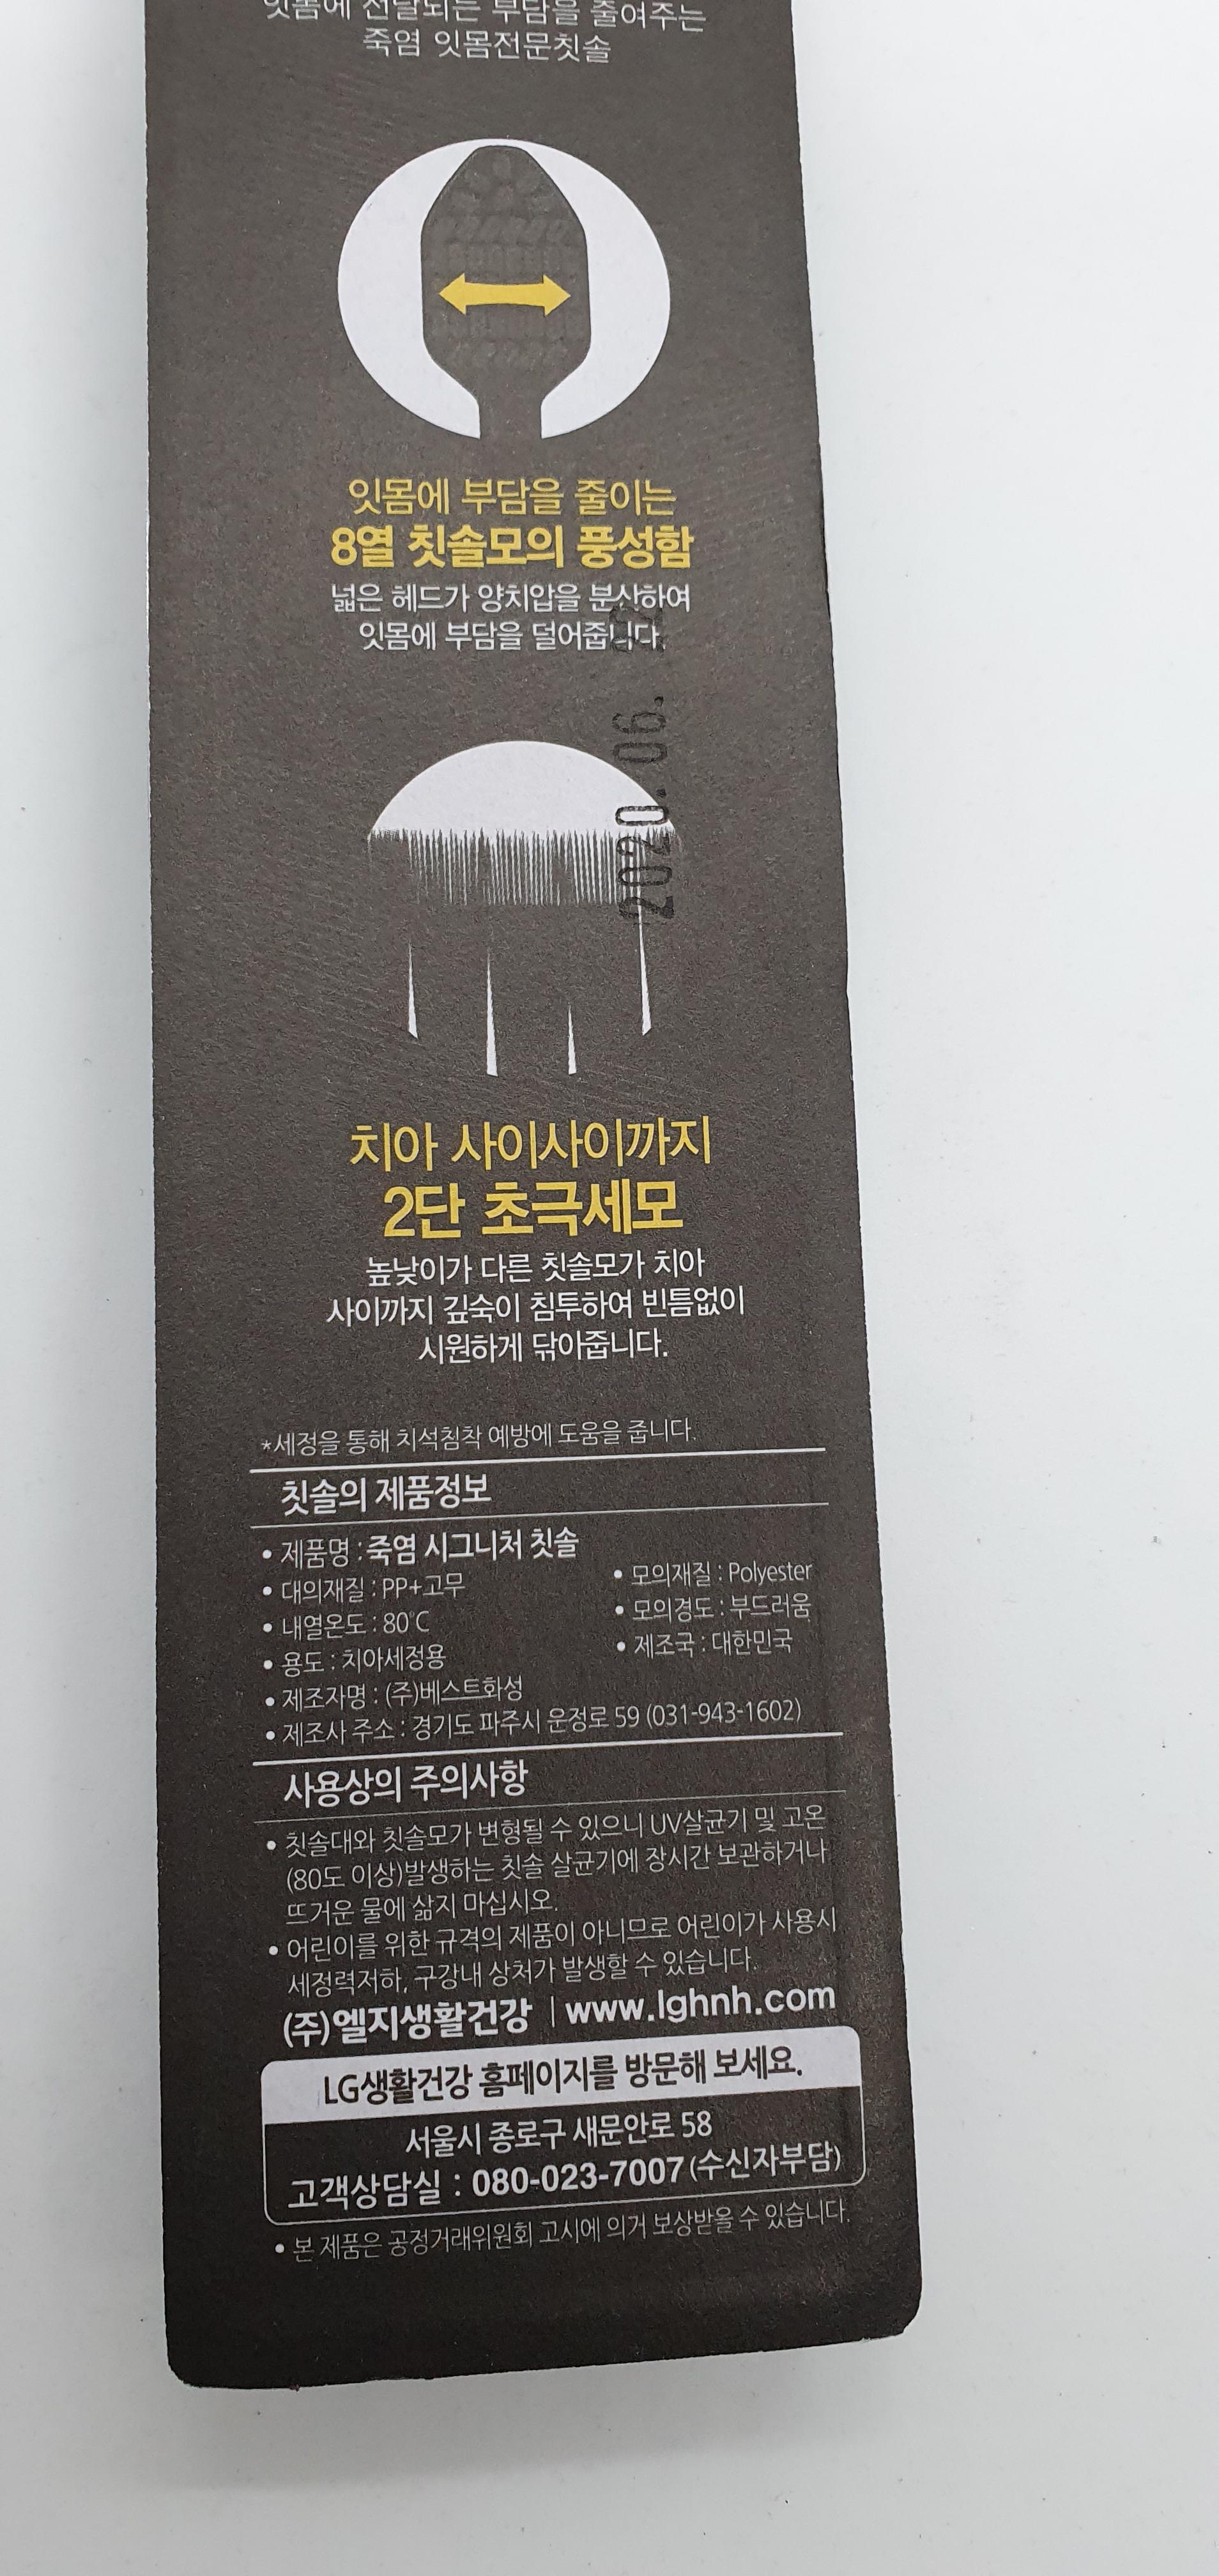 잇몸에 전달되는 부담을 줄여주는
죽염 잇몸전문칫솔
잇몸에 부담을 줄이는
8열 칫솔모의 풍성함
넓은 헤드가 양치압을 분산하여
잇몸에 부담을 덜어줍니다.
2020. 06.
치아 사이사이까지
2단 초극세모
높낮이가 다른 칫솔모가 치아
사이까지 깊숙이 침투하여 빈틈없이
시원하게 닦아줍니다.
*세정을 통해 치석침착 예방에 도움을 줍니다.
칫솔의 제품정보
• 제품명 : 죽염 시그니처 칫솔
• 대의재질 : PP+고무
• 모의재질 : Polyester
• 내열온도 : 80℃
• 모의경도 : 부드러움
• 용도 : 치아세정용
• 제조국 : 대한민국
• 제조자명 : (주)베스트화성
• 제조사 주소 : 경기도 파주시 운정로 59 (031-943-1602)
사용상의 주의사항
• 칫솔대와 칫솔모가 변형될 수 있으니 UV살균기 및 고온
(80도 이상)발생하는 칫솔 살균기에 장시간 보관하거나
뜨거운 물에 삶지 마십시오.
• 어린이를 위한 규격의 제품이 아니므로 어린이가 사용시
세정력저하, 구강내 상처가 발생할 수 있습니다.
(주)엘지생활건강 | www.lghnh.com
LG생활건강 홈페이지를 방문해 보세요.
서울시 종로구 새문안로 58
고객상담실 : 080-023-7007 (수신자부담)
• 본 제품은 공정거래위원회 고시에 의거 보상받을 수 있습니다.